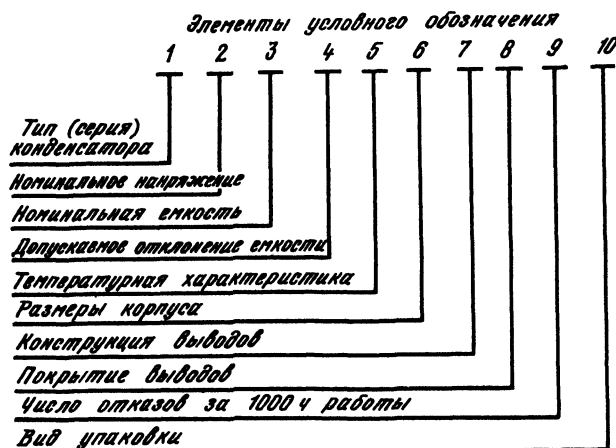 Элементы условного обозначения
1 2 3 4 5 6 7 8 9 10
Тип (серия)
конденсатора
Номинальное напряжение
Номинальная емкость
Допускаемое отклонение емкости
Температурная характеристика
Размеры корпуса
Конструкция выводов
Покрытие выводов
Число отказов за 1000 ч работы
Вид упаковки